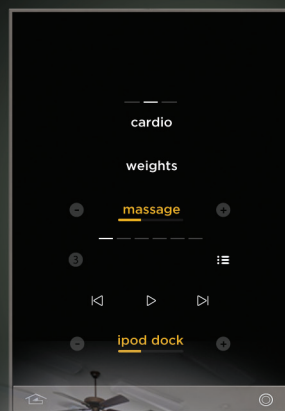 cardio
weights
- massage +
3
- ipod dock +